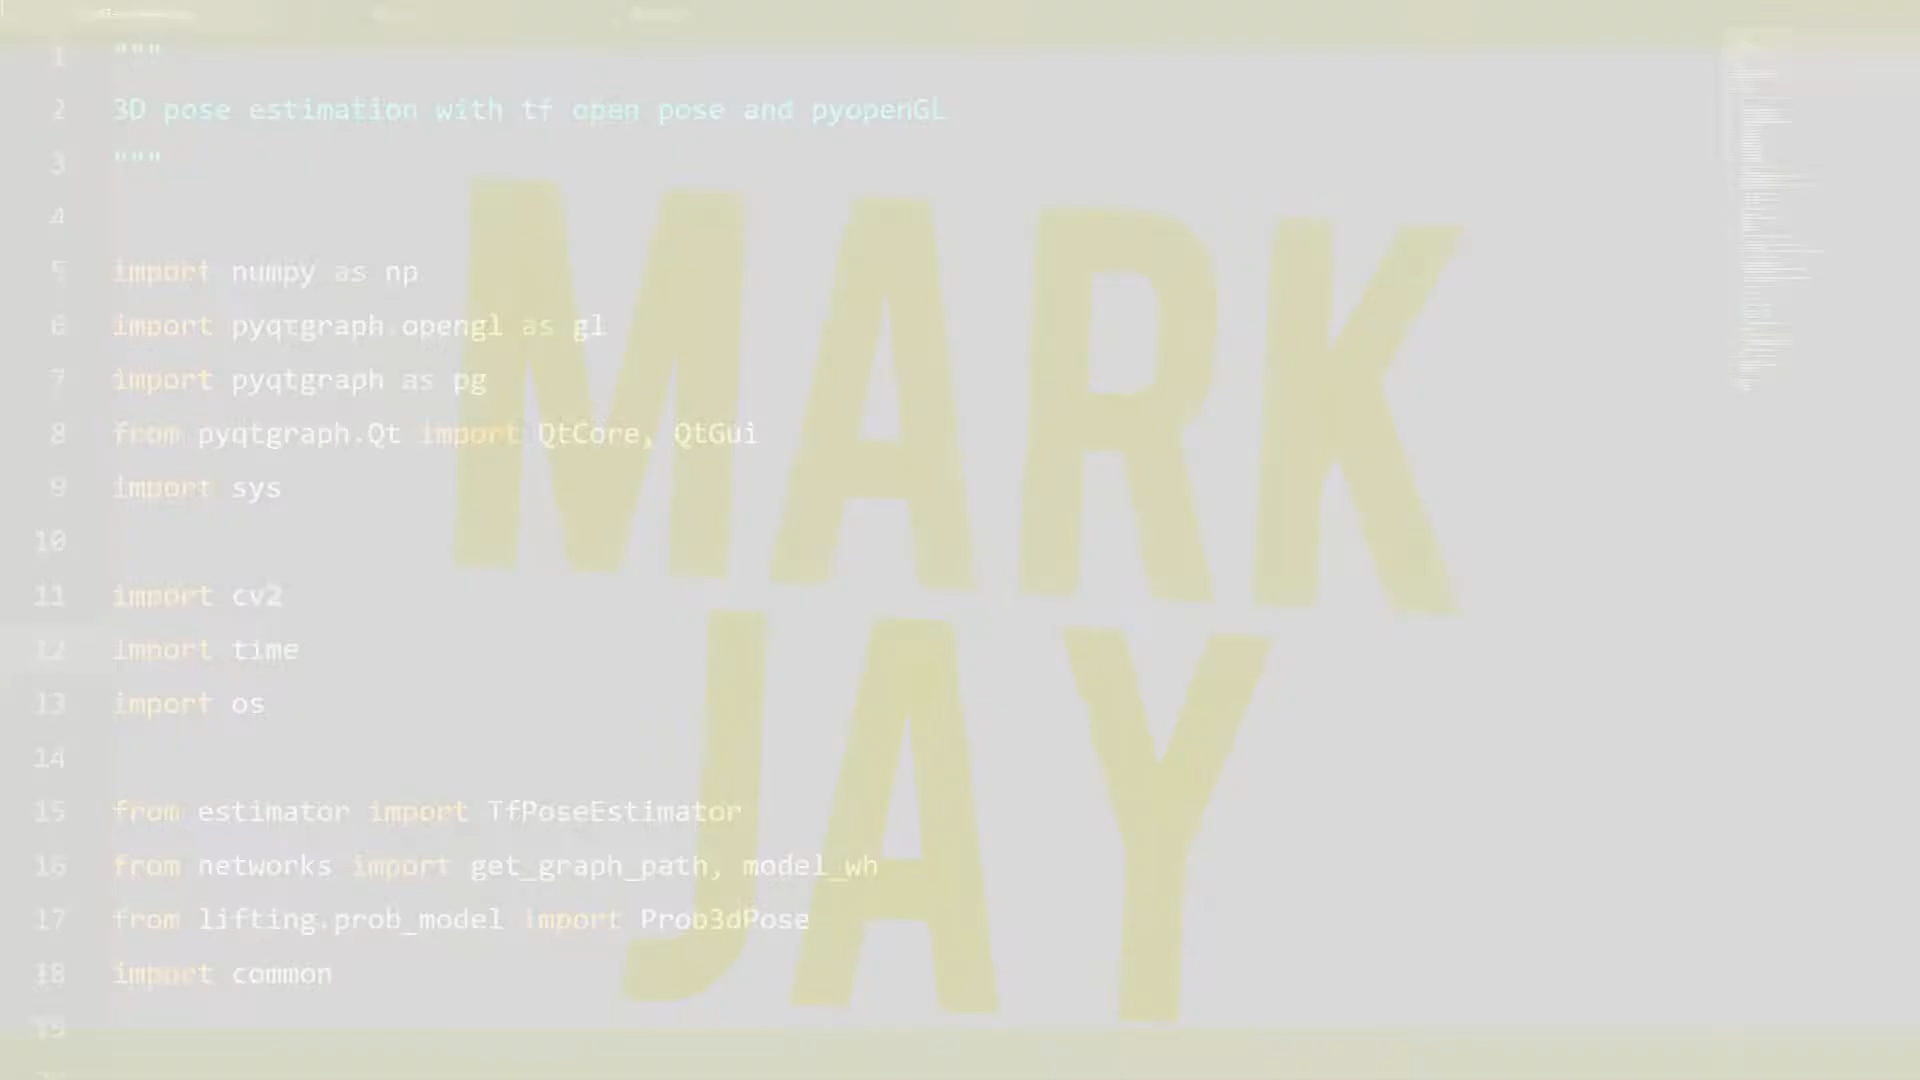 1 """
2 3D pose estimation with tf open pose and pyopenGL
3 """
4
5 import numpy as np
6 import pyqtgraph.opengl as gl
7 import pyqtgraph as pg
8 from pyqtgraph.Qt import QtCore, QtGui
9 import sys
10
11 import cv2
12 import time
13 import os
14
15 from estimator import TfPoseEstimator
16 from networks import get_graph_path, model_wh
17 from lifting.prob_model import Prob3dPose
18 import common
19
MARK
JAY